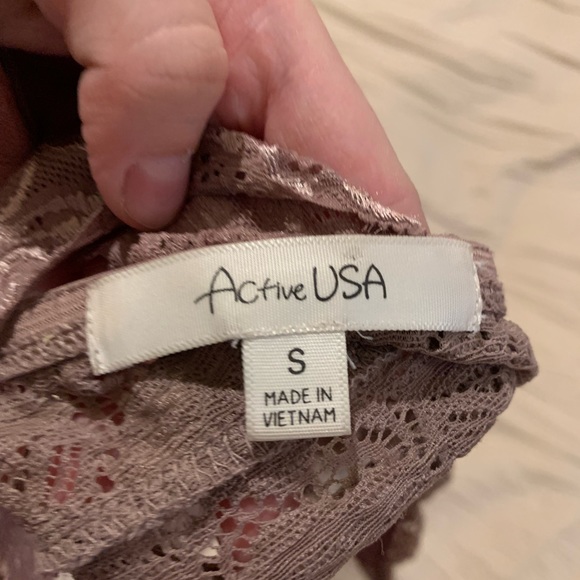 Active USA
S
MADE IN
VIETNAM